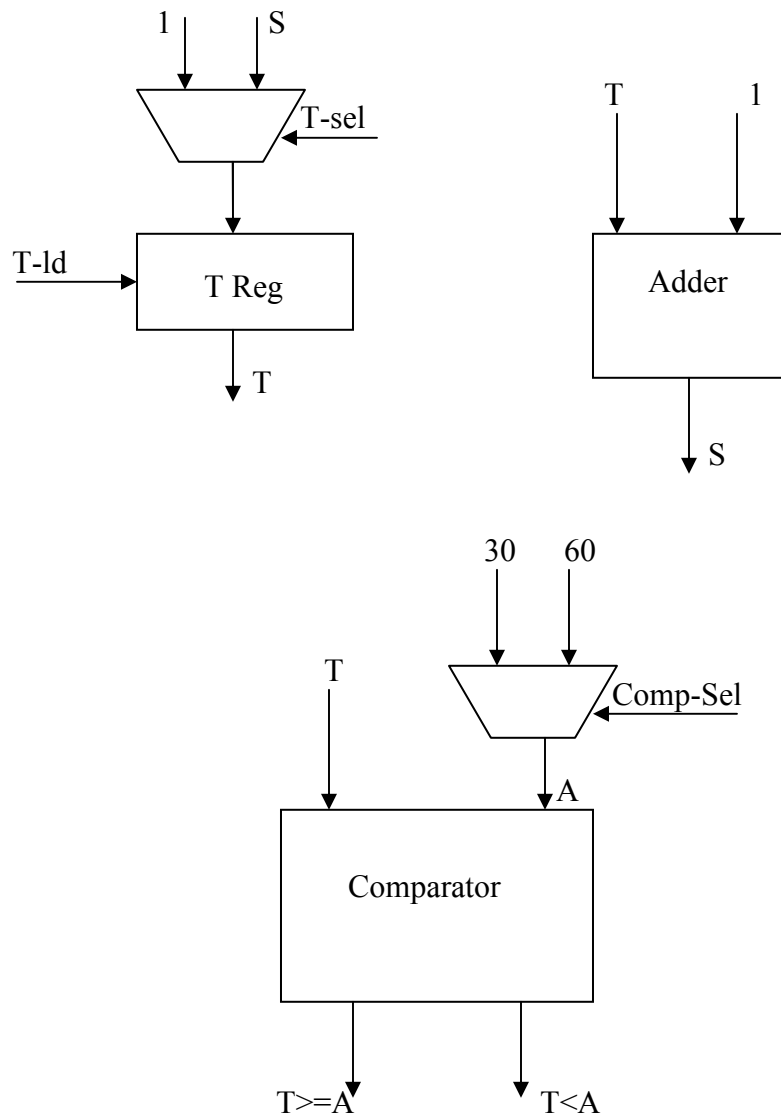 1
S
T-sel
T
1
T-ld
T Reg
Adder
T
S
30
60
T
Comp-Sel
A
Comparator
T>=A
T<A